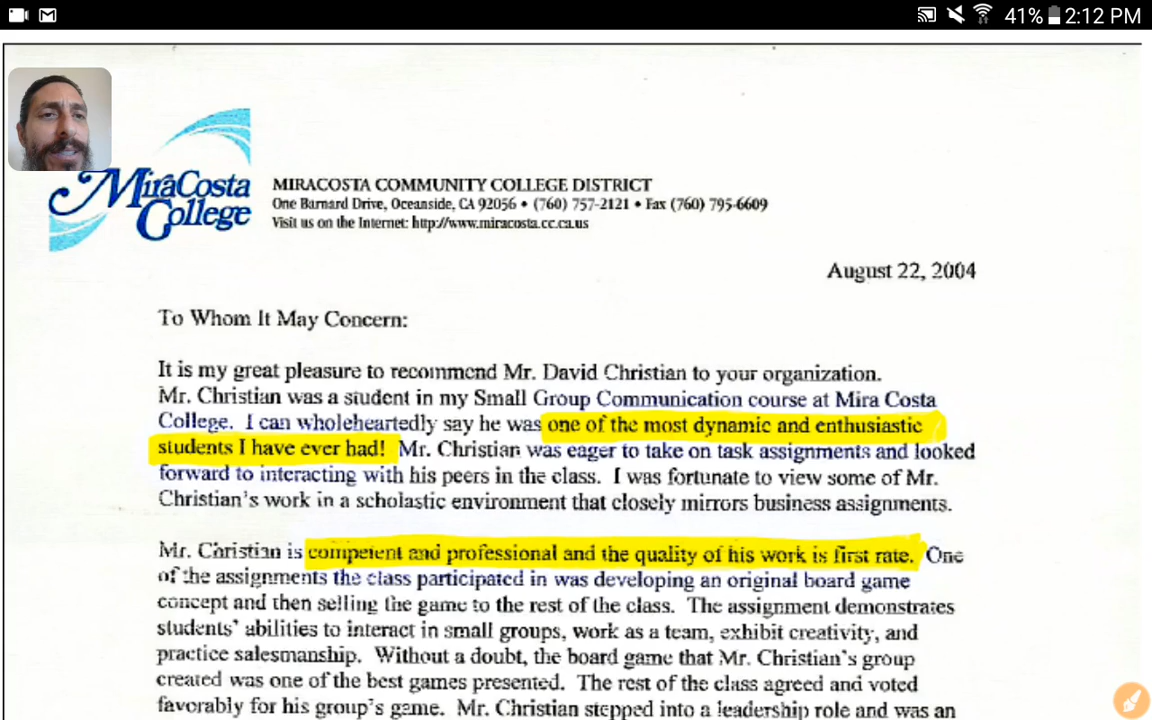 41% 2:12 PM
MiraCosta
College
MIRACOSTA COMMUNITY COLLEGE DISTRICT
One Barnard Drive, Oceanside, CA 92056 • (760) 757-2121 • Fax (760) 795-6609
Visit us on the Internet: http://www.miracosta.cc.ca.us
August 22, 2004
To Whom It May Concern:
It is my great pleasure to recommend Mr. David Christian to your organization.
Mr. Christian was a student in my Small Group Communication course at Mira Costa
College. I can wholeheartedly say he was one of the most dynamic and enthusiastic
students I have ever had! Mr. Christian was eager to take on task assignments and looked
forward to interacting with his peers in the class. I was fortunate to view some of Mr.
Christian's work in a scholastic environment that closely mirrors business assignments.
Mr. Christian is competent and professional and the quality of his work is first rate. One
of the assignments the class participated in was developing an original board game
concept and then selling the game to the rest of the class. The assignment demonstrates
students' abilities to interact in small groups, work as a team, exhibit creativity, and
practice salesmanship. Without a doubt, the board game that Mr. Christian's group
created was one of the best games presented. The rest of the class agreed and voted
favorably for his group's game. Mr. Christian stepped into a leadership role and was an